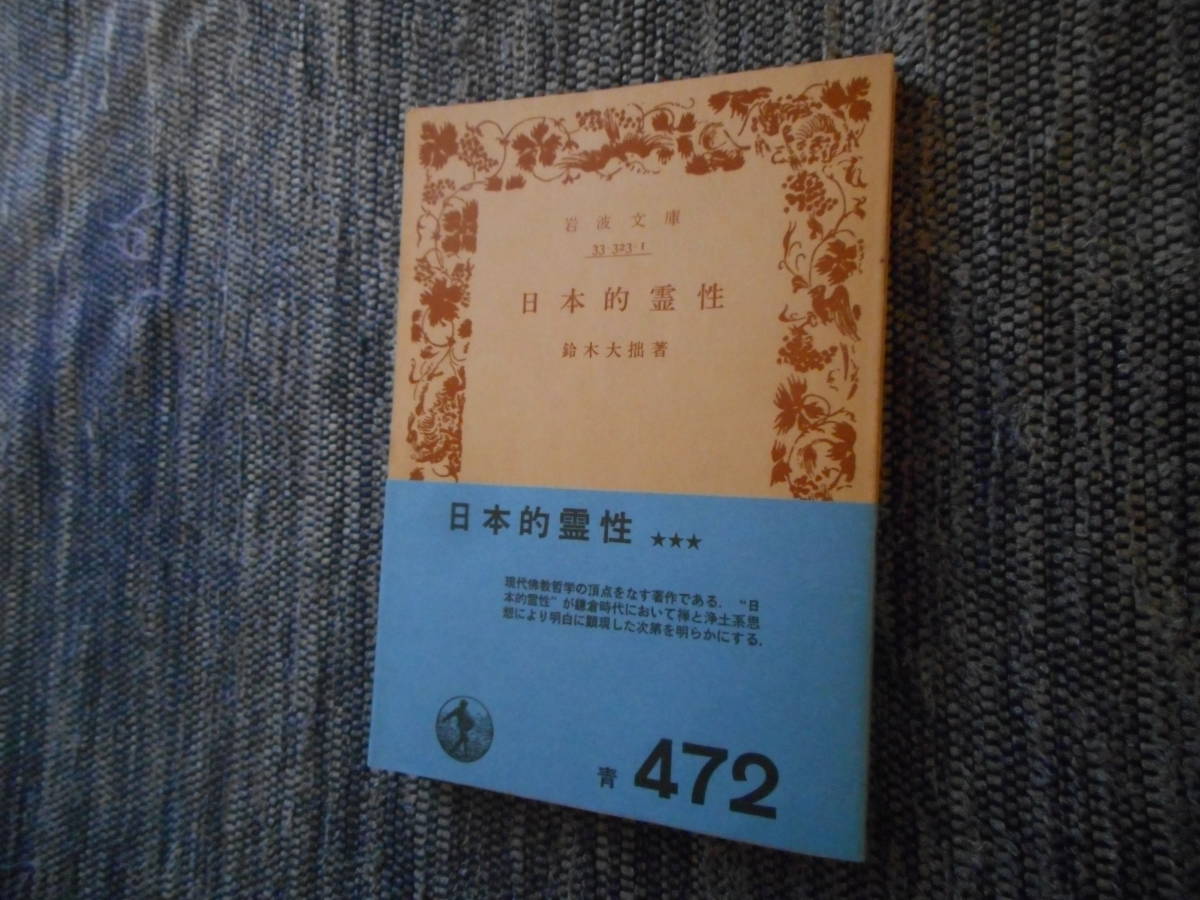 岩波文庫
33-323-1
日本的霊性
鈴木大拙著
日本的霊性 ★★★
現代佛教哲学の頂点をなす著作である．“日
本的霊性”が鎌倉時代において禅と浄土系思
想により明白に顕現した次第を明らかにする．
青 472